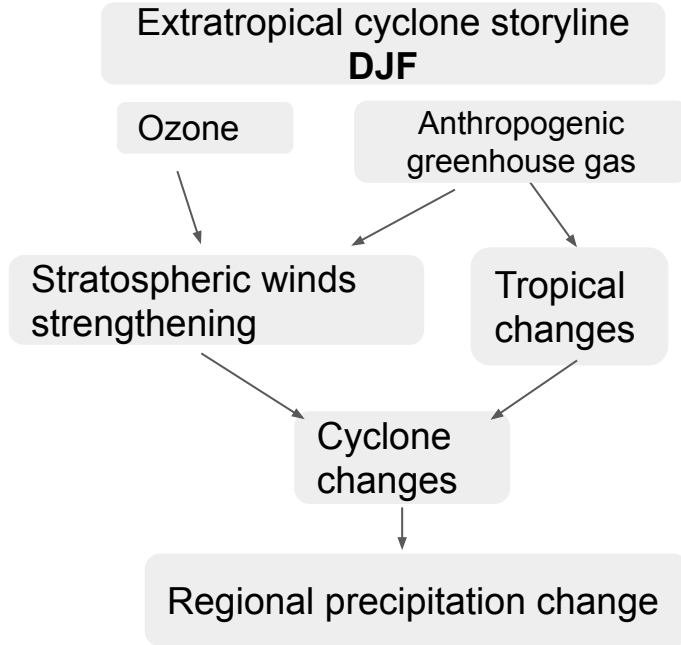 Extratropical cyclone storyline
DJF
Ozone
Anthropogenic
greenhouse gas
Stratospheric winds
strengthening
Tropical
changes
Cyclone
changes
Regional precipitation change